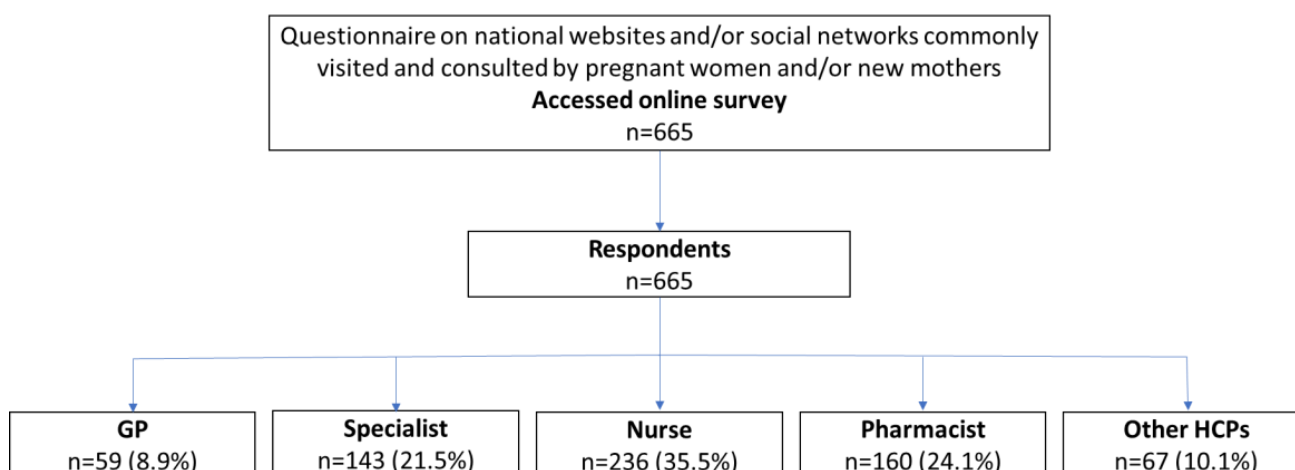 Questionnaire on national websites and/or social networks commonly
visited and consulted by pregnant women and/or new mothers
Accessed online survey
n=665
Respondents
n=665
GP
n=59 (8.9%)
Specialist
n=143 (21.5%)
Nurse
n=236 (35.5%)
Pharmacist
n=160 (24.1%)
Other HCPs
n=67 (10.1%)